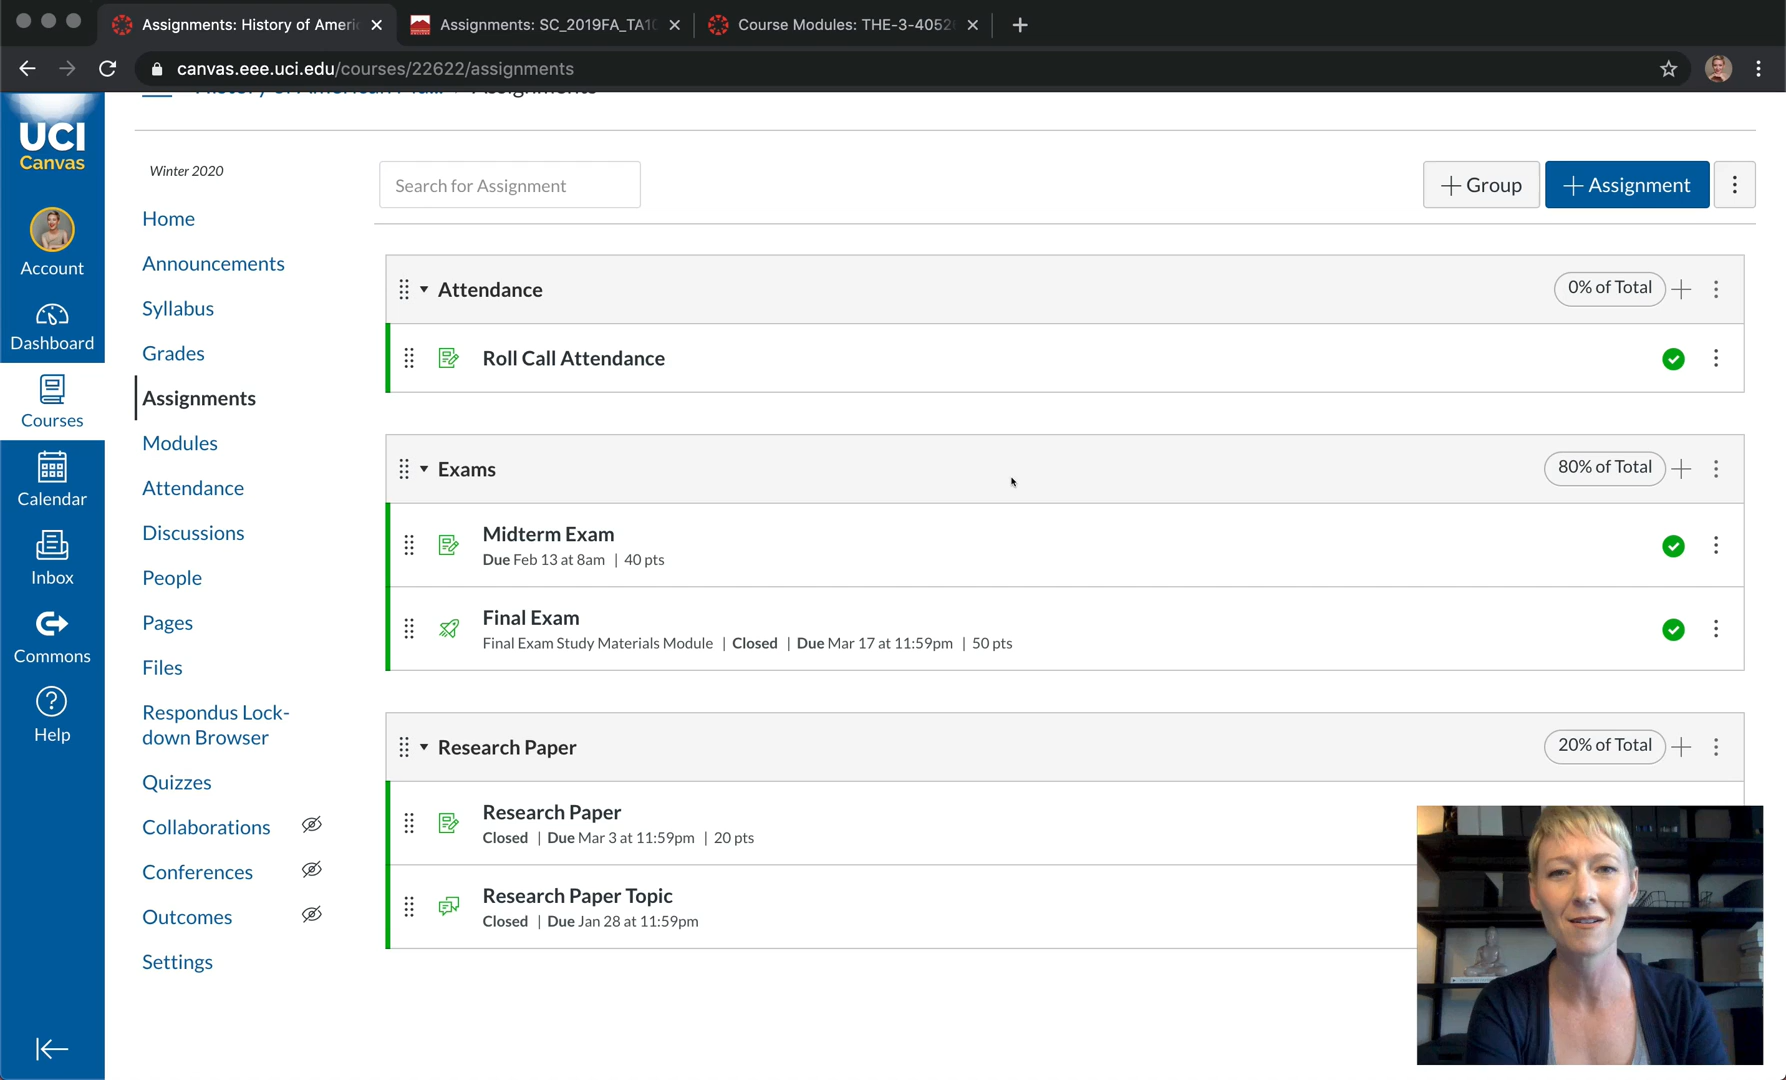 Assignments: History of Ameri
Assignments: SC_2019FA_TA10
Course Modules: THE-3-4052
canvas.eee.uci.edu/courses/22622/assignments
Assignments
UCI
Canvas
Account
Dashboard
Courses
Calendar
Inbox
Commons
Help
Winter 2020
Home
Announcements
Syllabus
Grades
Assignments
Modules
Attendance
Discussions
People
Pages
Files
Respondus Lock-
down Browser
Quizzes
Collaborations
Conferences
Outcomes
Settings
Search for Assignment
+ Group
+ Assignment
Attendance
0% of Total
Roll Call Attendance
Exams
80% of Total
Midterm Exam
Due Feb 13 at 8am | 40 pts
Final Exam
Final Exam Study Materials Module | Closed | Due Mar 17 at 11:59pm | 50 pts
Research Paper
20% of Total
Research Paper
Closed | Due Mar 3 at 11:59pm | 20 pts
Research Paper Topic
Closed | Due Jan 28 at 11:59pm